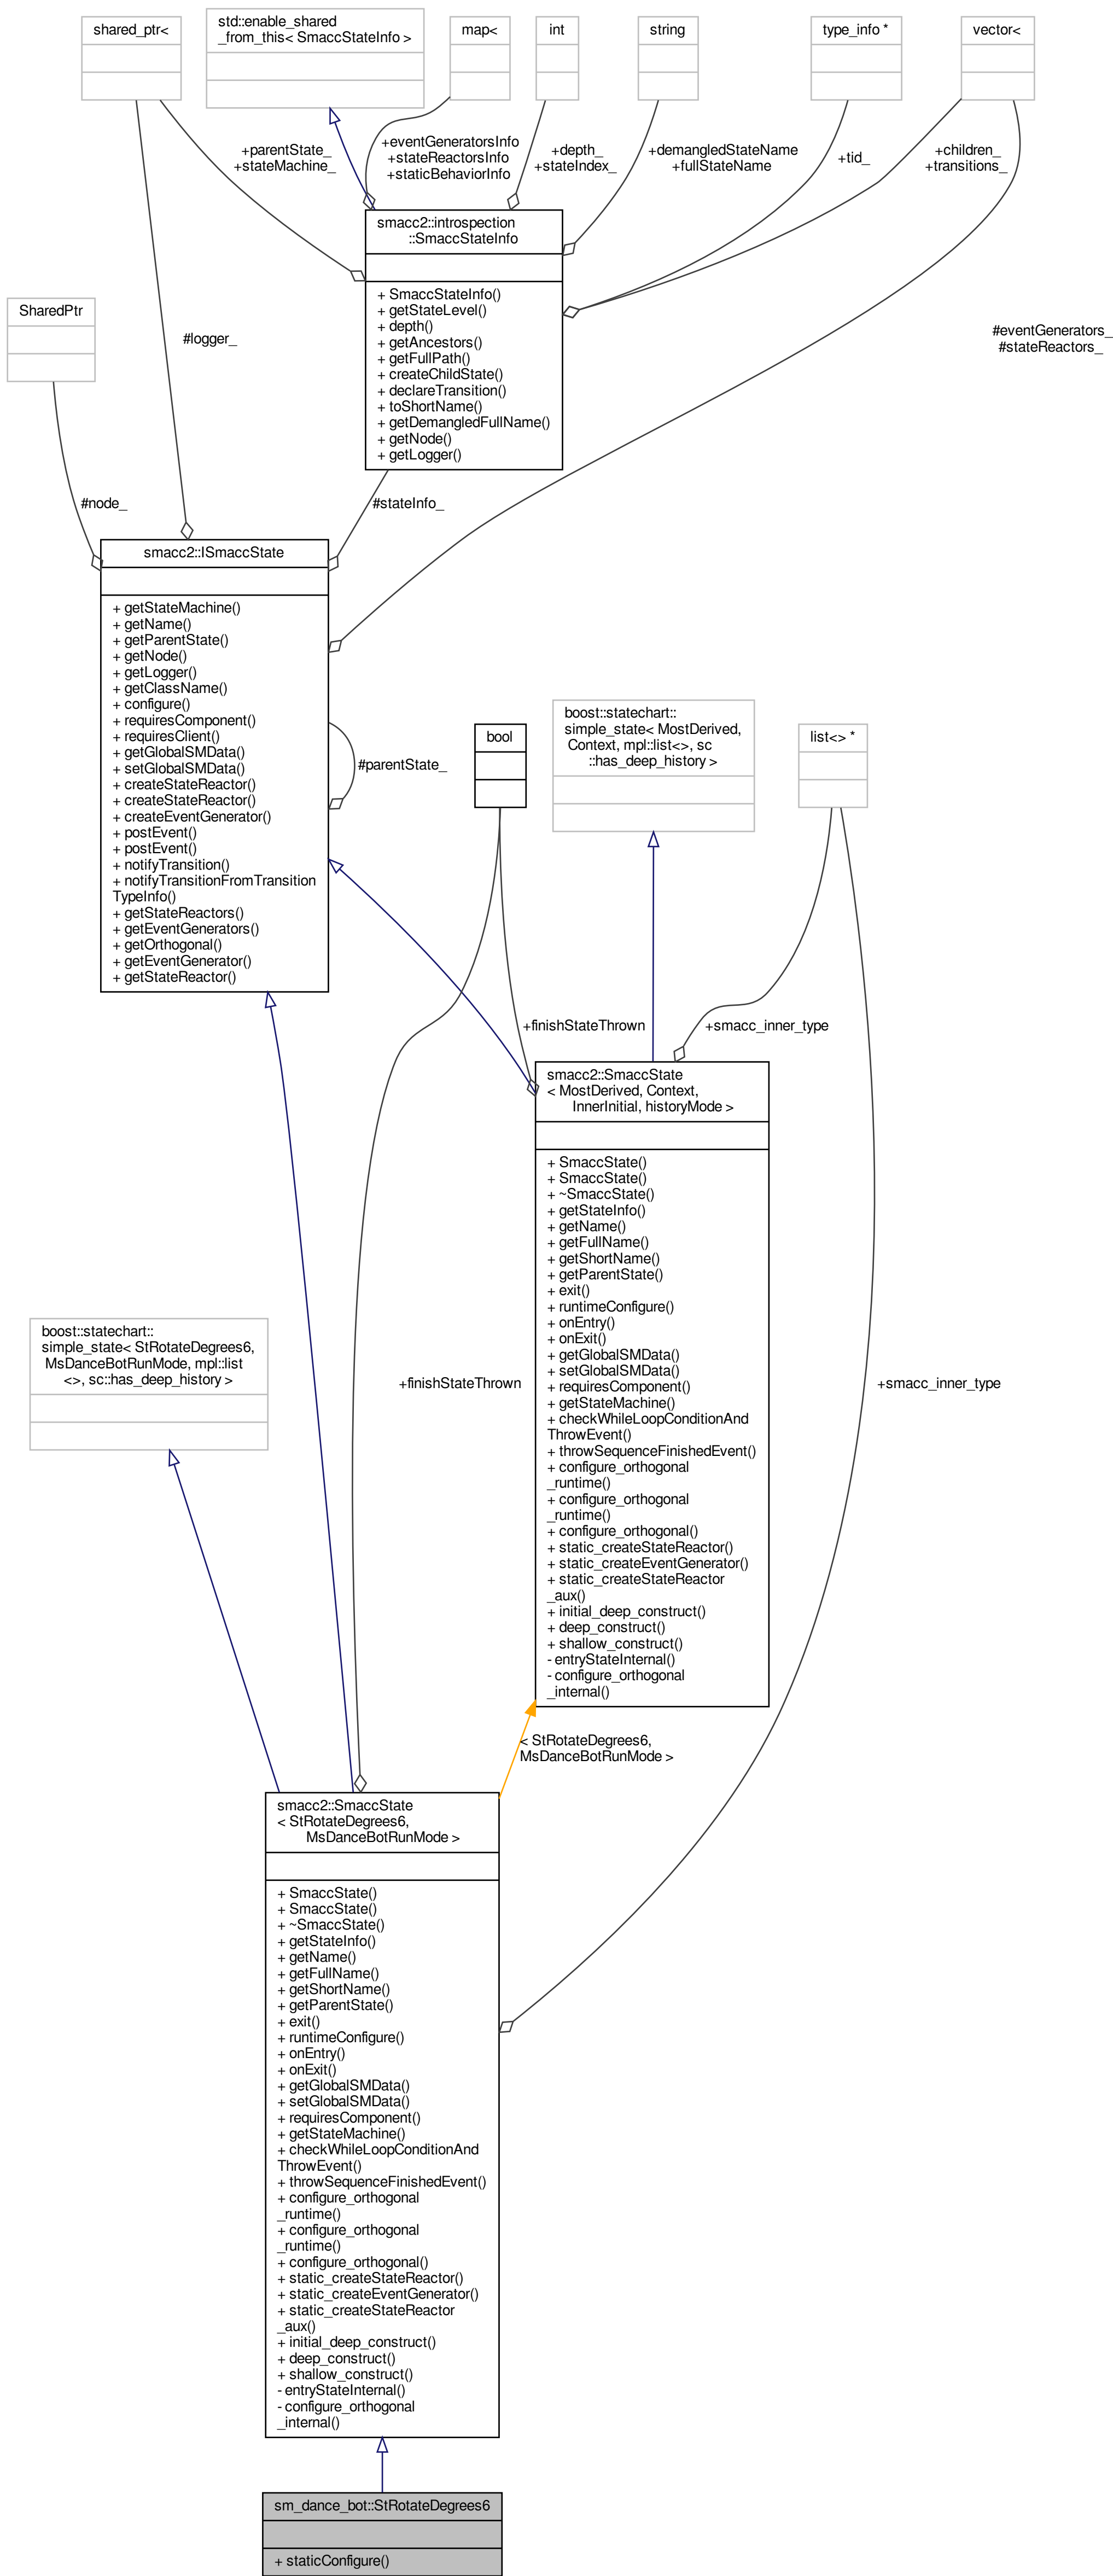 shared_ptr<
std::enable_shared
_from_this< SmaccStateInfo >
map<
int
string
type_info *
vector<
+parentState_
+stateMachine_
+eventGeneratorsInfo
+stateReactorsInfo
+staticBehaviorInfo
+depth_
+stateIndex_
+demangledStateName
+fullStateName
+tid_
+children_
+transitions_
smacc2::introspection
::SmaccStateInfo
+ SmaccStateInfo()
+ getStateLevel()
+ depth()
+ getAncestors()
+ getFullPath()
+ createChildState()
+ declareTransition()
+ toShortName()
+ getDemangledFullName()
+ getNode()
+ getLogger()
SharedPtr
#logger_
#eventGenerators_
#stateReactors_
#node_
#stateInfo_
smacc2::ISmaccState
+ getStateMachine()
+ getName()
+ getParentState()
+ getNode()
+ getLogger()
+ getClassName()
+ configure()
+ requiresComponent()
+ requiresClient()
+ getGlobalSMData()
+ setGlobalSMData()
+ createStateReactor()
+ createStateReactor()
+ createEventGenerator()
+ postEvent()
+ postEvent()
+ notifyTransition()
+ notifyTransitionFromTransition
TypeInfo()
+ getStateReactors()
+ getEventGenerators()
+ getOrthogonal()
+ getEventGenerator()
+ getStateReactor()
#parentState_
bool
boost::statechart::
simple_state< MostDerived,
Context, mpl::list<>, sc
::has_deep_history >
list<> *
+finishStateThrown
+smacc_inner_type
smacc2::SmaccState
< MostDerived, Context,
InnerInitial, historyMode >
+ SmaccState()
+ SmaccState()
+ ~SmaccState()
+ getStateInfo()
+ getName()
+ getFullName()
+ getShortName()
+ getParentState()
+ exit()
+ runtimeConfigure()
+ onEntry()
+ onExit()
+ getGlobalSMData()
+ setGlobalSMData()
+ requiresComponent()
+ getStateMachine()
+ checkWhileLoopConditionAnd
ThrowEvent()
+ throwSequenceFinishedEvent()
+ configure_orthogonal
_runtime()
+ configure_orthogonal
_runtime()
+ configure_orthogonal()
+ static_createStateReactor()
+ static_createEventGenerator()
+ static_createStateReactor
_aux()
+ initial_deep_construct()
+ deep_construct()
+ shallow_construct()
- entryStateInternal()
- configure_orthogonal
_internal()
boost::statechart::
simple_state< StRotateDegrees6,
MsDanceBotRunMode, mpl::list
<>, sc::has_deep_history >
+finishStateThrown
+smacc_inner_type
< StRotateDegrees6,
MsDanceBotRunMode >
smacc2::SmaccState
< StRotateDegrees6,
MsDanceBotRunMode >
+ SmaccState()
+ SmaccState()
+ ~SmaccState()
+ getStateInfo()
+ getName()
+ getFullName()
+ getShortName()
+ getParentState()
+ exit()
+ runtimeConfigure()
+ onEntry()
+ onExit()
+ getGlobalSMData()
+ setGlobalSMData()
+ requiresComponent()
+ getStateMachine()
+ checkWhileLoopConditionAnd
ThrowEvent()
+ throwSequenceFinishedEvent()
+ configure_orthogonal
_runtime()
+ configure_orthogonal
_runtime()
+ configure_orthogonal()
+ static_createStateReactor()
+ static_createEventGenerator()
+ static_createStateReactor
_aux()
+ initial_deep_construct()
+ deep_construct()
+ shallow_construct()
- entryStateInternal()
- configure_orthogonal
_internal()
sm_dance_bot::StRotateDegrees6
+ staticConfigure()